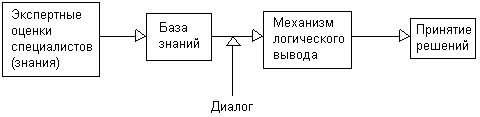 Экспертные
оценки
специалистов
(знания)
База
знаний
Механизм
логического
вывода
Принятие
решений
Диалог